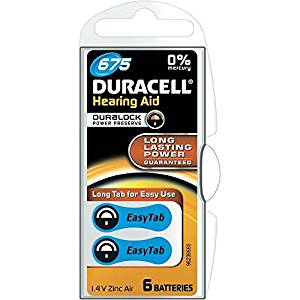 675
0%
mercury
DURACELL®
Hearing Aid
DURALOCK
POWER PRESERVE
LONG
LASTING
POWER
GUARANTEED
Long Tab for Easy Use
EasyTab
EasyTab
1.4V Zinc Air
6 BATTERIES